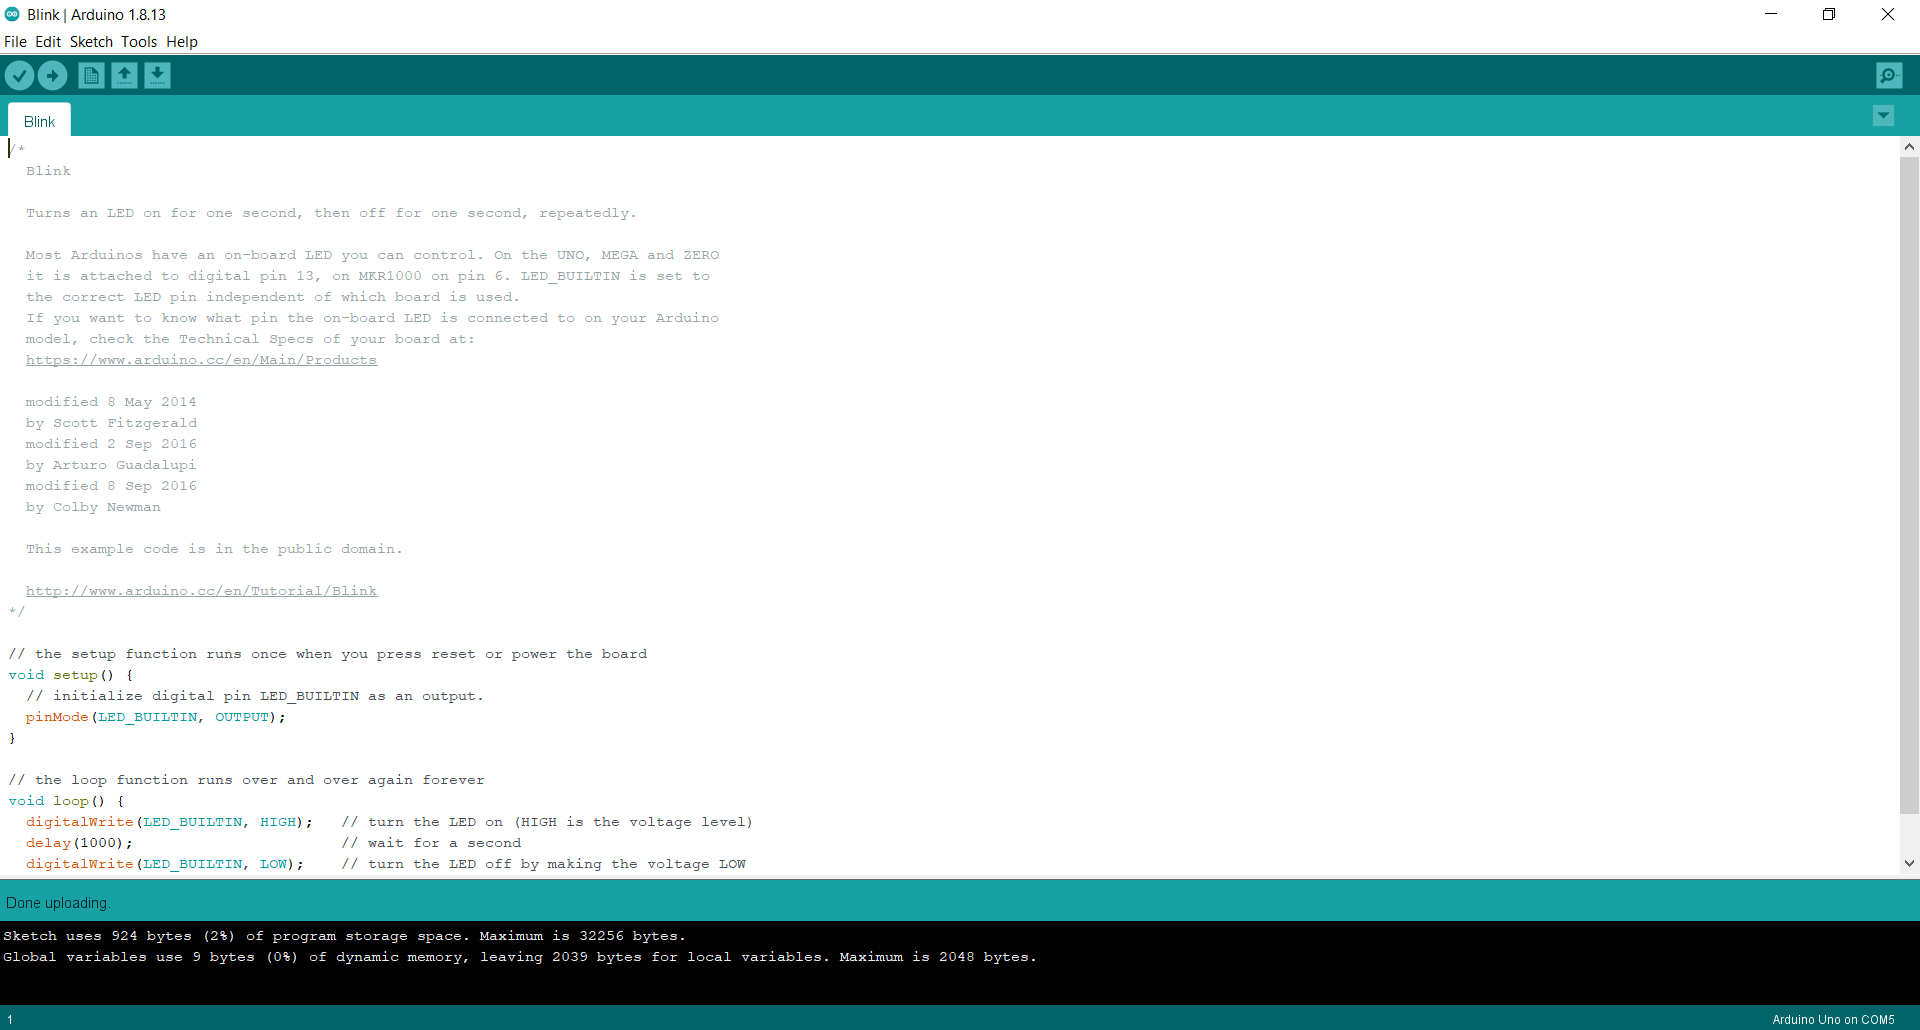 Blink | Arduino 1.8.13
File Edit Sketch Tools Help
Blink
/*
  Blink

  Turns an LED on for one second, then off for one second, repeatedly.

  Most Arduinos have an on-board LED you can control. On the UNO, MEGA and ZERO
  it is attached to digital pin 13, on MKR1000 on pin 6. LED_BUILTIN is set to
  the correct LED pin independent of which board is used.
  If you want to know what pin the on-board LED is connected to on your Arduino
  model, check the Technical Specs of your board at:
  https://www.arduino.cc/en/Main/Products

  modified 8 May 2014
  by Scott Fitzgerald
  modified 2 Sep 2016
  by Arturo Guadalupi
  modified 8 Sep 2016
  by Colby Newman

  This example code is in the public domain.

  http://www.arduino.cc/en/Tutorial/Blink
*/

// the setup function runs once when you press reset or power the board
void setup() {
  // initialize digital pin LED_BUILTIN as an output.
  pinMode(LED_BUILTIN, OUTPUT);
}

// the loop function runs over and over again forever
void loop() {
  digitalWrite(LED_BUILTIN, HIGH);   // turn the LED on (HIGH is the voltage level)
  delay(1000);                       // wait for a second
  digitalWrite(LED_BUILTIN, LOW);    // turn the LED off by making the voltage LOW
Done uploading.
Sketch uses 924 bytes (2%) of program storage space. Maximum is 32256 bytes.
Global variables use 9 bytes (0%) of dynamic memory, leaving 2039 bytes for local variables. Maximum is 2048 bytes.
1
Arduino Uno on COM5